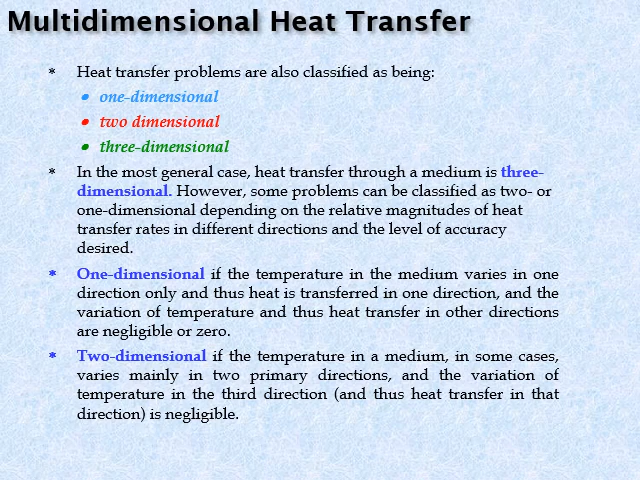 Multidimensional Heat Transfer
* Heat transfer problems are also classified as being:
• one-dimensional
• two dimensional
• three-dimensional
* In the most general case, heat transfer through a medium is three-
dimensional. However, some problems can be classified as two- or
one-dimensional depending on the relative magnitudes of heat
transfer rates in different directions and the level of accuracy
desired.
* One-dimensional if the temperature in the medium varies in one
direction only and thus heat is transferred in one direction, and the
variation of temperature and thus heat transfer in other directions
are negligible or zero.
* Two-dimensional if the temperature in a medium, in some cases,
varies mainly in two primary directions, and the variation of
temperature in the third direction (and thus heat transfer in that
direction) is negligible.